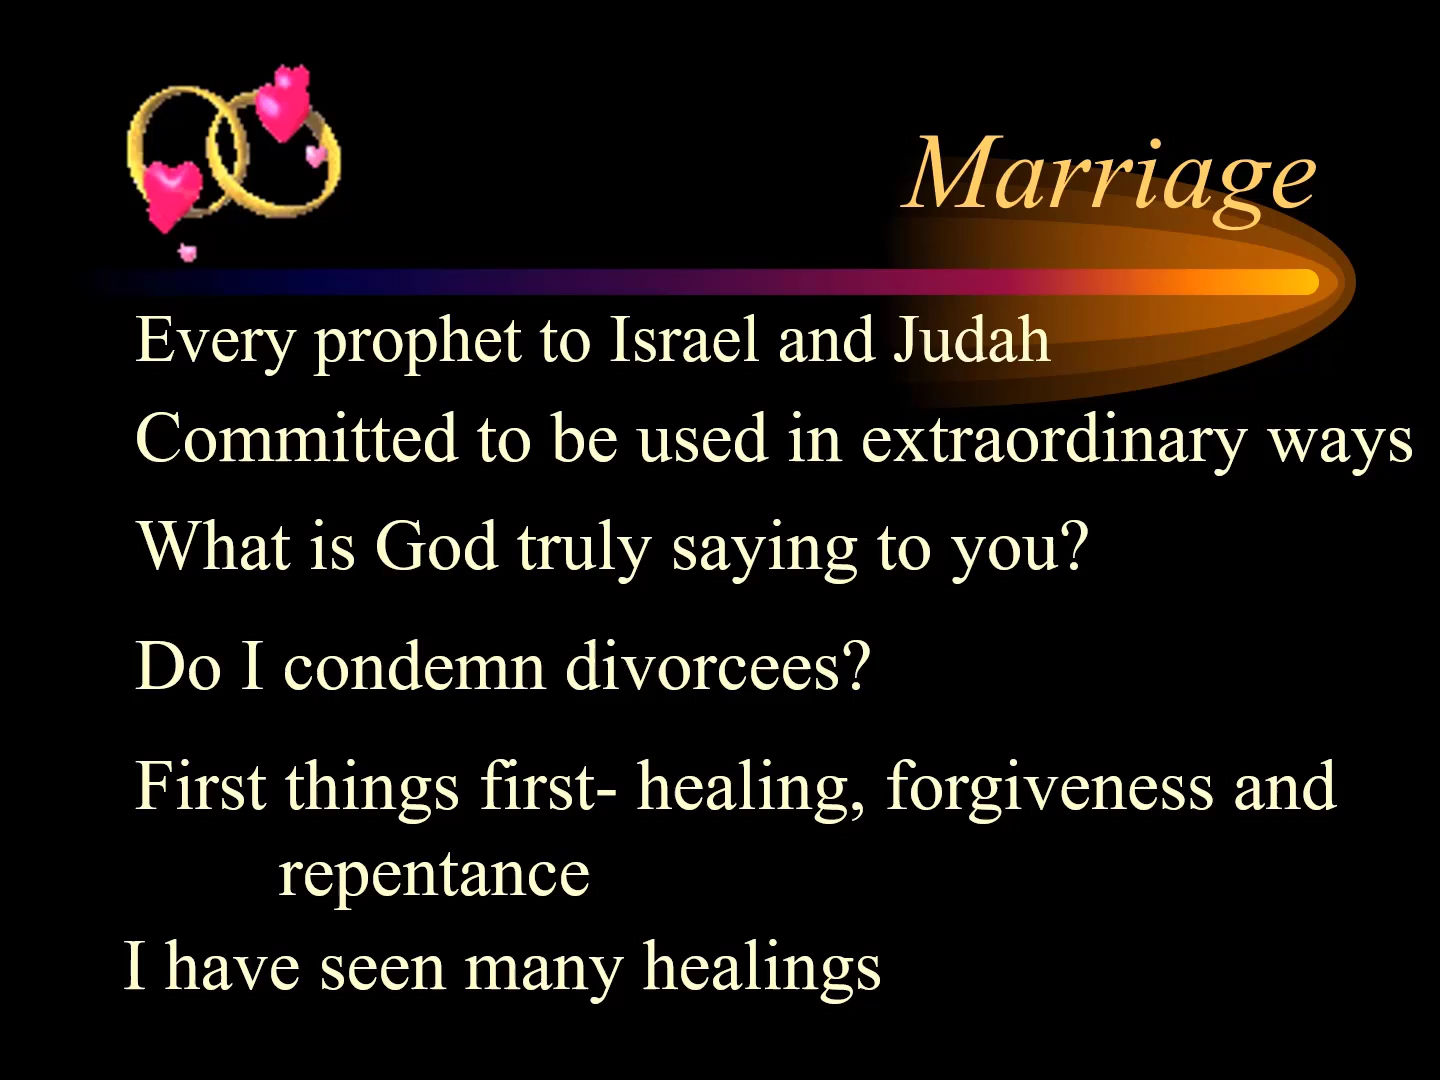 Marriage
Every prophet to Israel and Judah
Committed to be used in extraordinary ways
What is God truly saying to you?
Do I condemn divorcees?
First things first- healing, forgiveness and
repentance
I have seen many healings